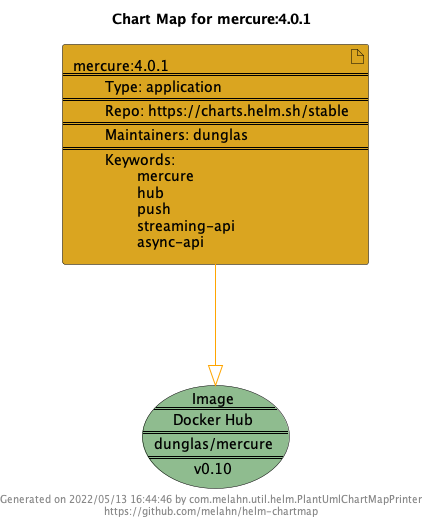 Chart Map for mercure:4.0.1
mercure:4.0.1
Type: application
Repo: https://charts.helm.sh/stable
Maintainers: dunglas
Keywords:
mercure
hub
push
streaming-api
async-api
Image
Docker Hub
dunglas/mercure
v0.10
Generated on 2022/05/13 16:44:46 by com.melahn.util.helm.PlantUmlChartMapPrinter
https://github.com/melahn/helm-chartmap